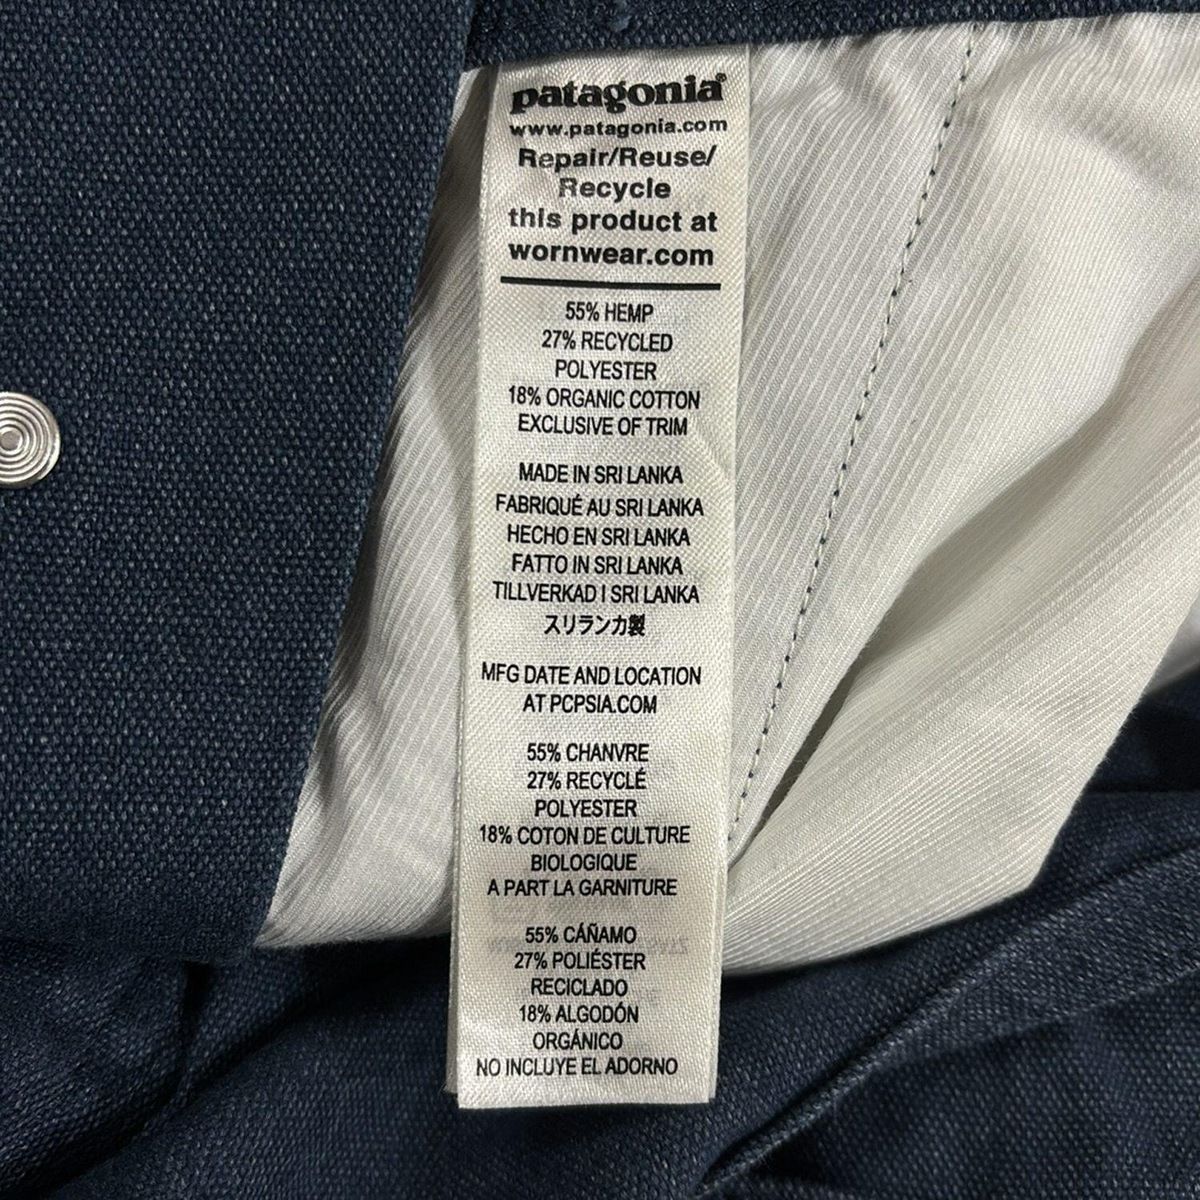 patagonia®
www.patagonia.com
Repair/Reuse/
Recycle
this product at
wornwear.com
55% HEMP
27% RECYCLED
POLYESTER
18% ORGANIC COTTON
EXCLUSIVE OF TRIM
MADE IN SRI LANKA
FABRIQUÉ AU SRI LANKA
HECHO EN SRI LANKA
FATTO IN SRI LANKA
TILLVERKAD I SRI LANKA
スリランカ製
MFG DATE AND LOCATION
AT PCPSIA.COM
55% CHANVRE
27% RECYCLÉ
POLYESTER
18% COTON DE CULTURE
BIOLOGIQUE
A PART LA GARNITURE
55% CÁÑAMO
27% POLIÉSTER
RECICLADO
18% ALGODÓN
ORGÁNICO
NO INCLUYE EL ADORNO